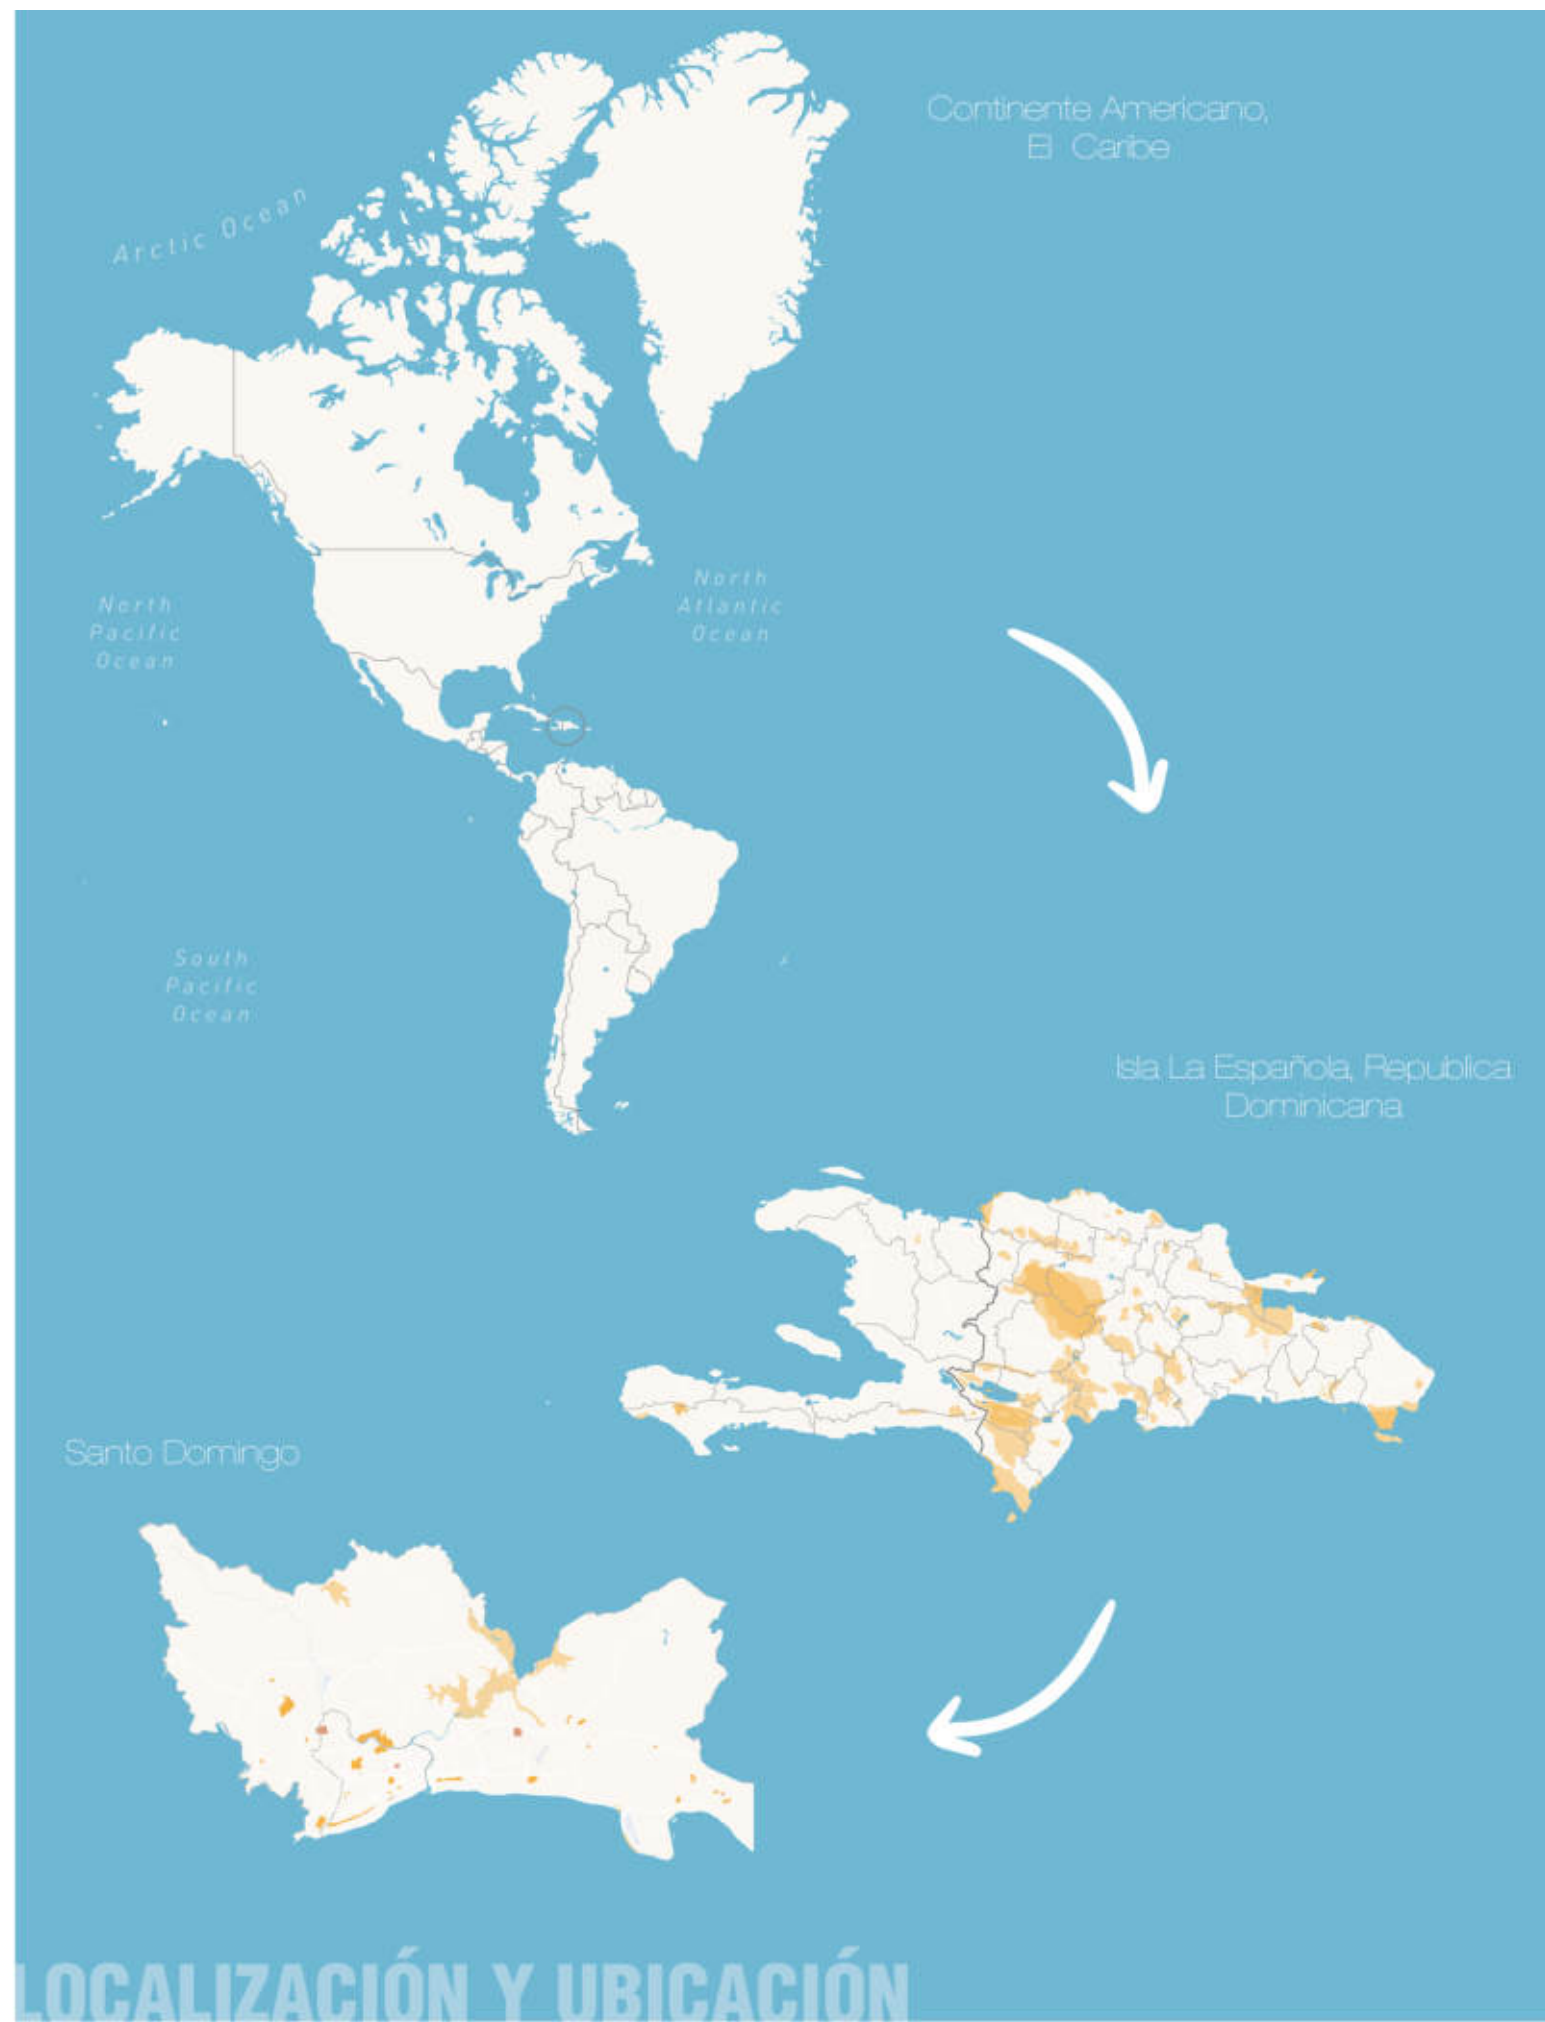 Continente Americano,
El Caribe
Arctic Ocean
North
Pacific
Ocean
North
Atlantic
Ocean
South
Pacific
Ocean
Isla La Española, Republica
Dominicana
Santo Domingo
LOCALIZACIÓN Y UBICACIÓN